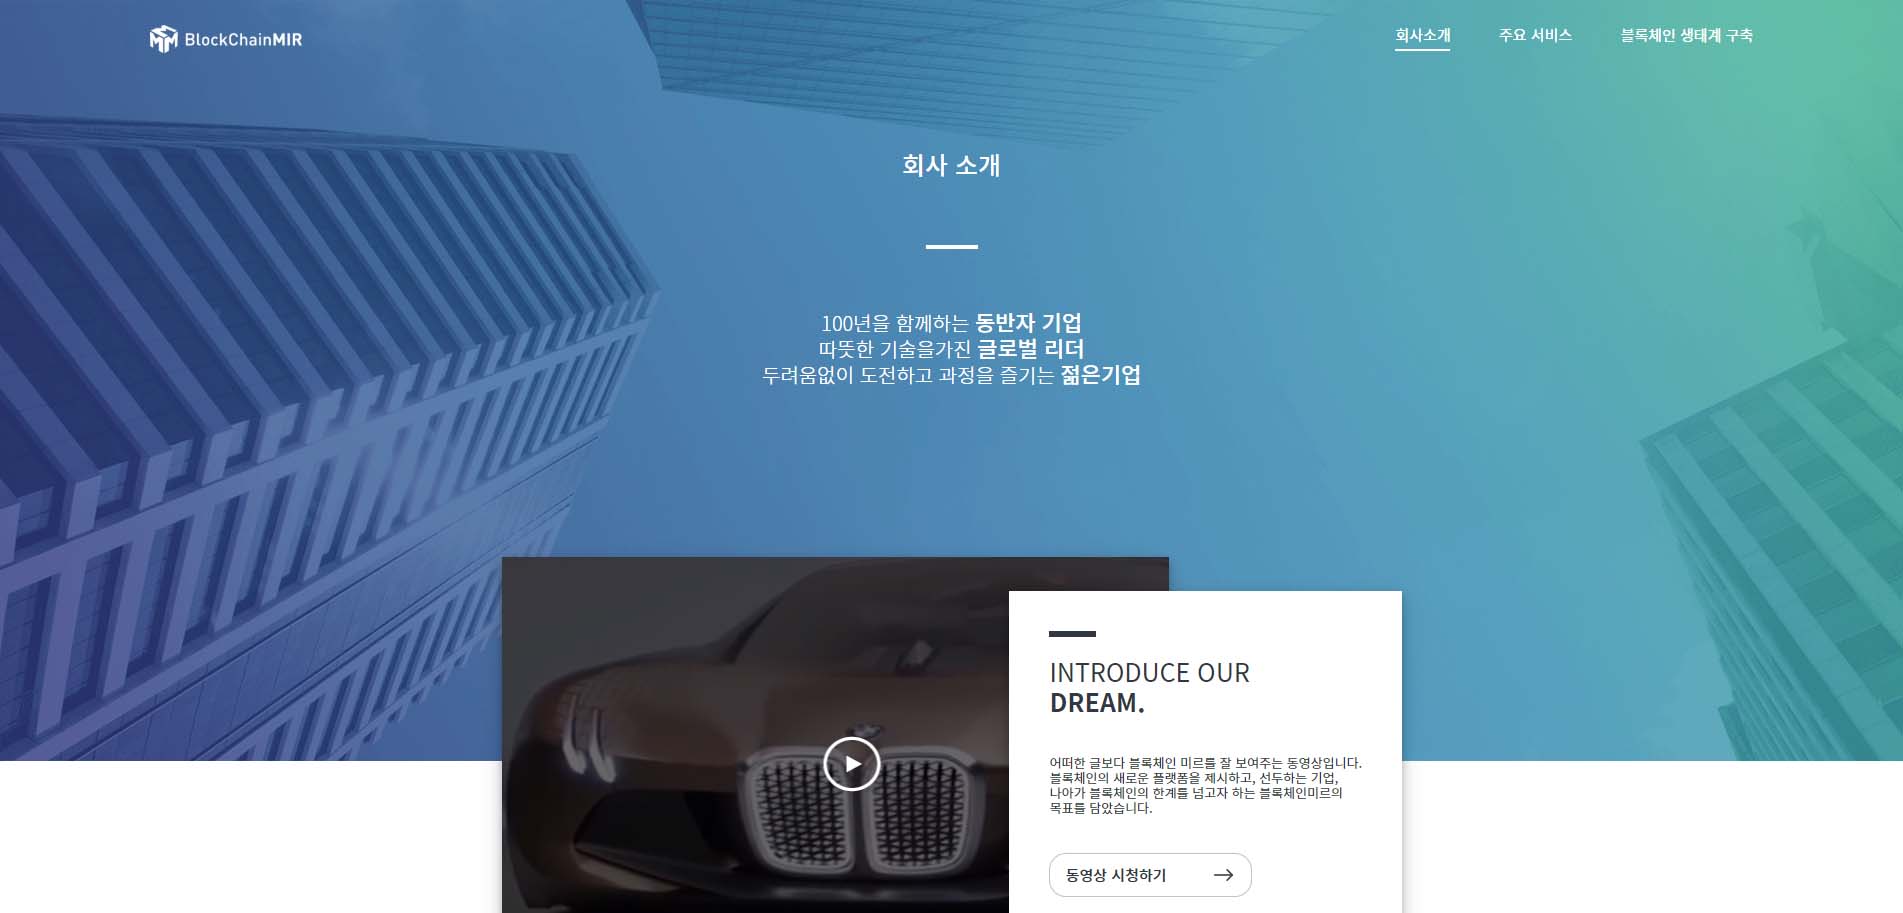 BlockChainMIR
회사소개
주요 서비스
블록체인 생태계 구축
회사 소개
100년을 함께하는 동반자 기업
따뜻한 기술을가진 글로벌 리더
두려움없이 도전하고 과정을 즐기는 젊은기업
INTRODUCE OUR
DREAM.
어떠한 글보다 블록체인 미르를 잘 보여주는 동영상입니다.
블록체인의 새로운 플랫폼을 제시하고, 선두하는 기업,
나아가 블록체인의 한계를 넘고자 하는 블록체인미르의
목표를 담았습니다.
동영상 시청하기